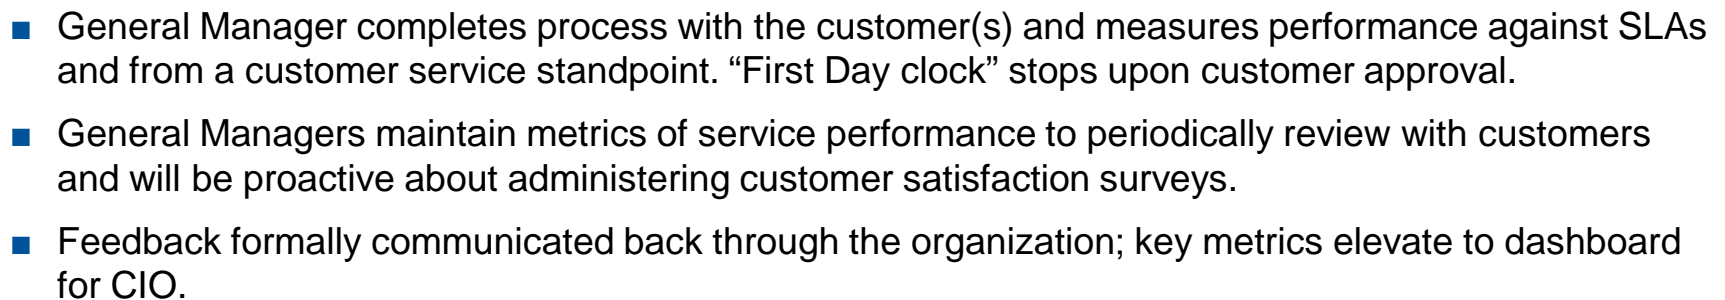 ■ General Manager completes process with the customer(s) and measures performance against SLAs
and from a customer service standpoint. “First Day clock” stops upon customer approval.
■ General Managers maintain metrics of service performance to periodically review with customers
and will be proactive about administering customer satisfaction surveys.
■ Feedback formally communicated back through the organization; key metrics elevate to dashboard
for CIO.